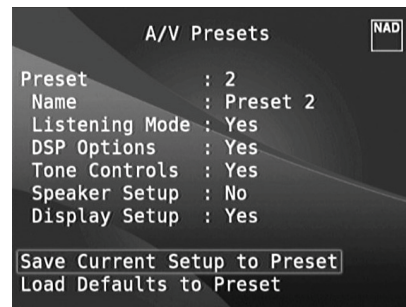 A/V Presets
NAD
Preset : 2
Name : Preset 2
Listening Mode : Yes
DSP Options : Yes
Tone Controls : Yes
Speaker Setup : No
Display Setup : Yes
Save Current Setup to Preset
Load Defaults to Preset